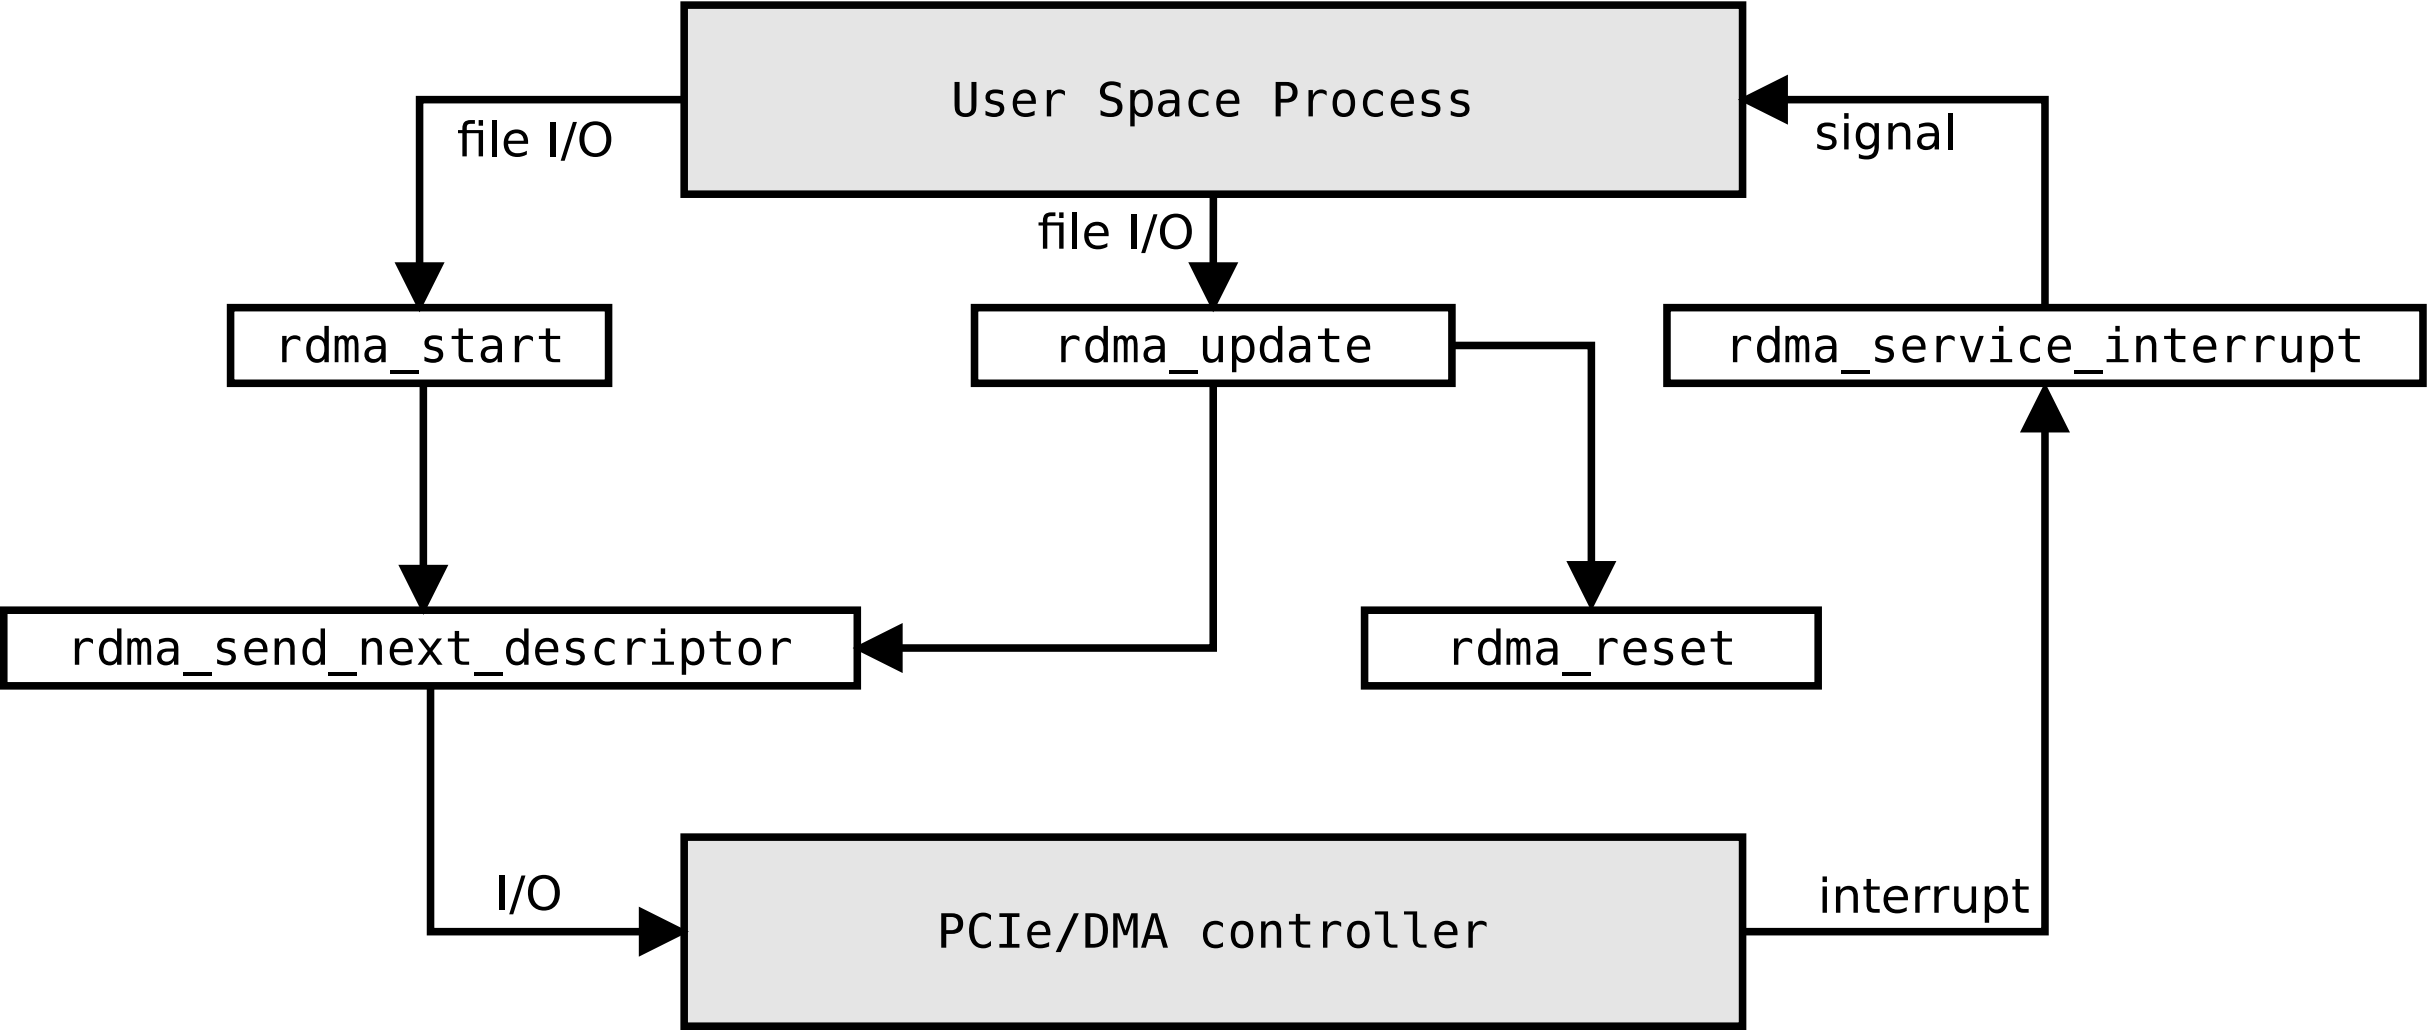 User Space Process
file I/O
signal
file I/O
rdma_start
rdma_update
rdma_service_interrupt
rdma_send_next_descriptor
rdma_reset
I/O
interrupt
PCIe/DMA controller